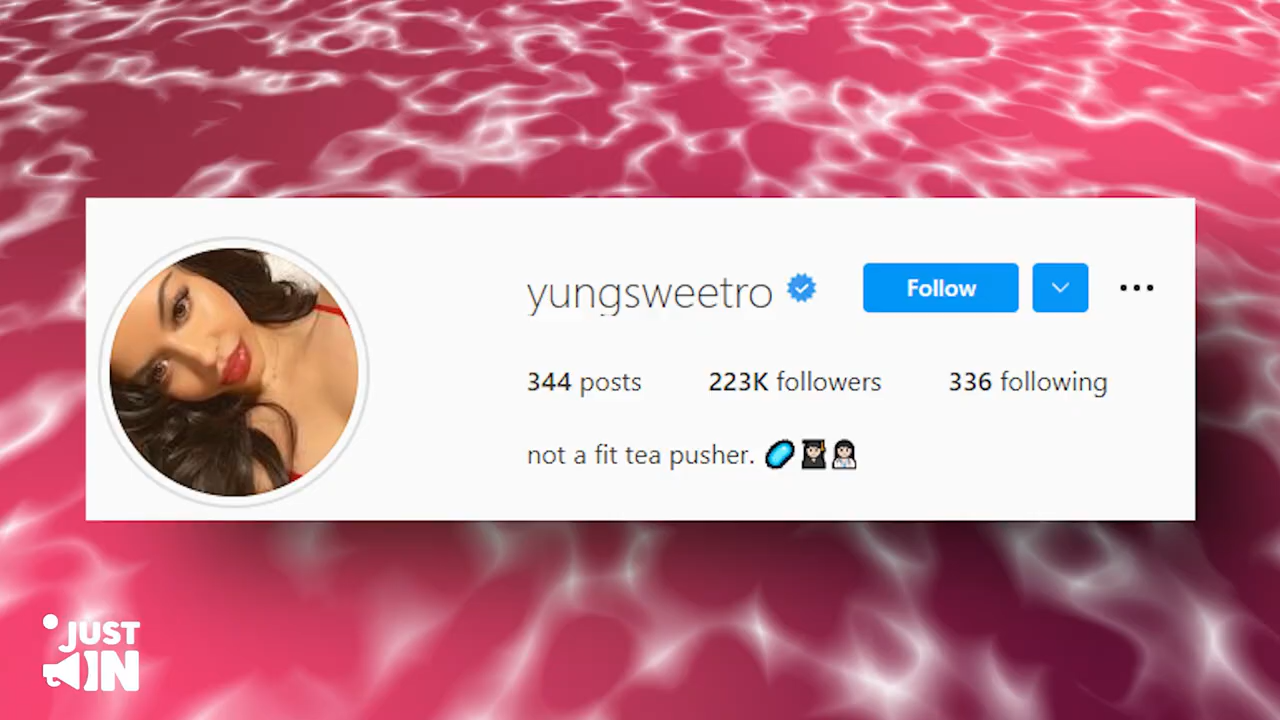 yungsweetro
Follow
344 posts 223K followers 336 following
not a fit tea pusher.
JUST
IN